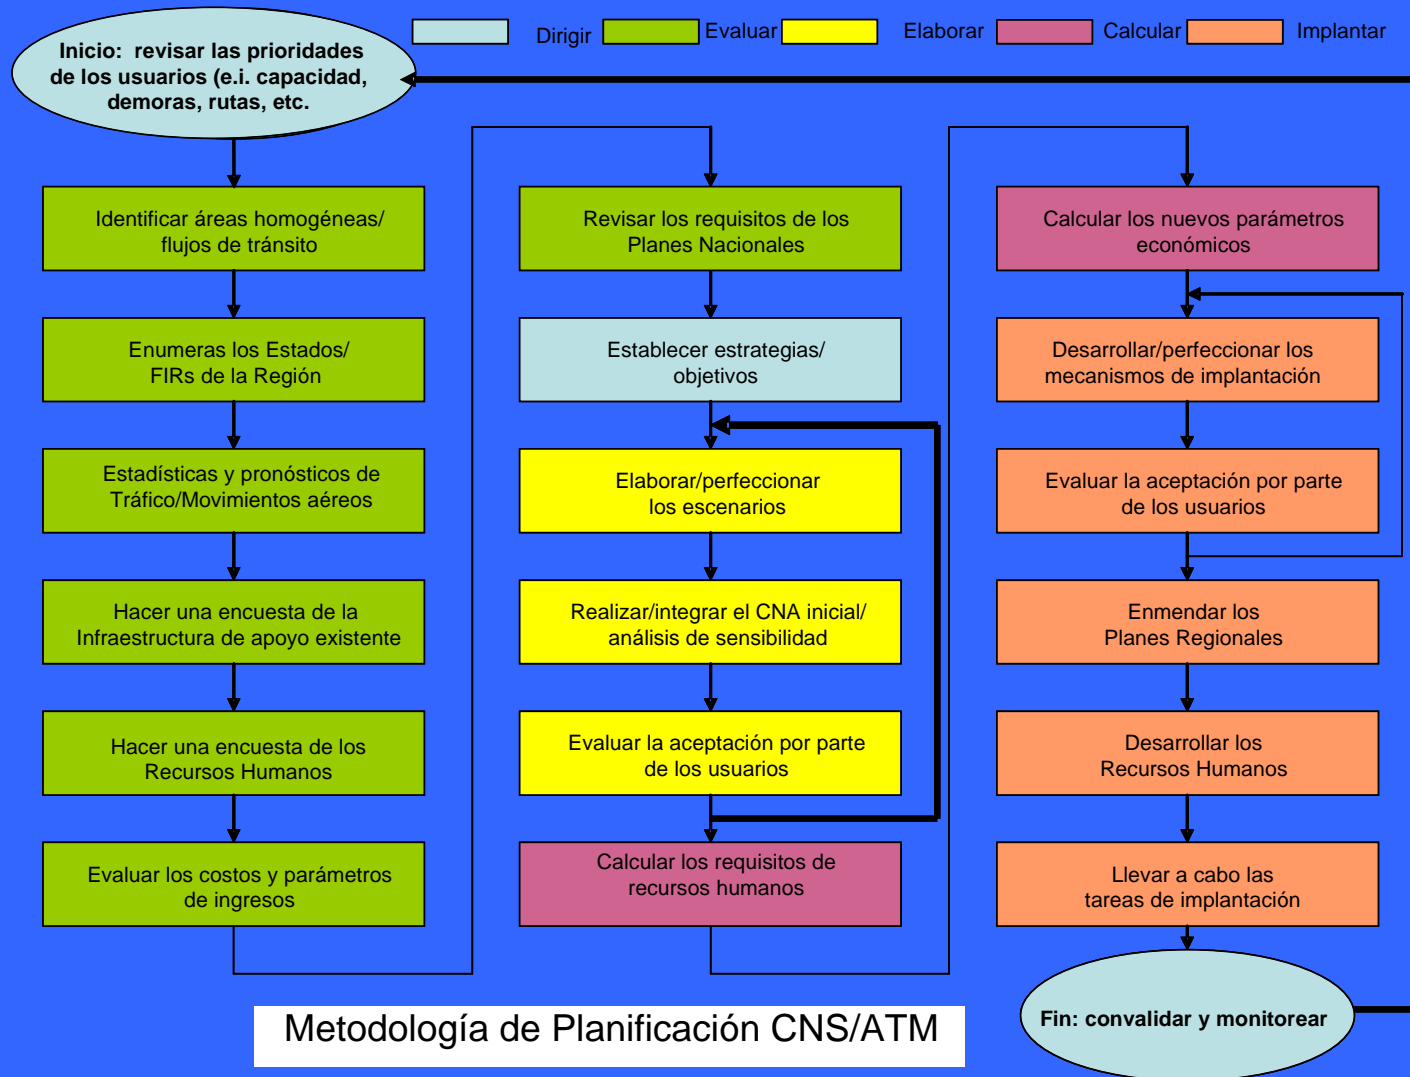 Inicio:  revisar las prioridades
de los usuarios (e.i. capacidad,
demoras, rutas, etc.
Dirigir
Evaluar
Elaborar
Calcular
Implantar
Identificar áreas homogéneas/
flujos de tránsito
Enumeras los Estados/
FIRs de la Región
Estadísticas y pronósticos de
Tráfico/Movimientos aéreos
Hacer una encuesta de la
Infraestructura de apoyo existente
Hacer una encuesta de los
Recursos Humanos
Evaluar los costos y parámetros
de ingresos
Revisar los requisitos de los
Planes Nacionales
Establecer estrategias/
objetivos
Elaborar/perfeccionar
los escenarios
Realizar/integrar el CNA inicial/
análisis de sensibilidad
Evaluar la aceptación por parte
de los usuarios
Calcular los requisitos de
recursos humanos
Calcular los nuevos parámetros
económicos
Desarrollar/perfeccionar los
mecanismos de implantación
Evaluar la aceptación por parte
de los usuarios
Enmendar los
Planes Regionales
Desarrollar los
Recursos Humanos
Llevar a cabo las
tareas de implantación
Fin: convalidar y monitorear
Metodología de Planificación CNS/ATM